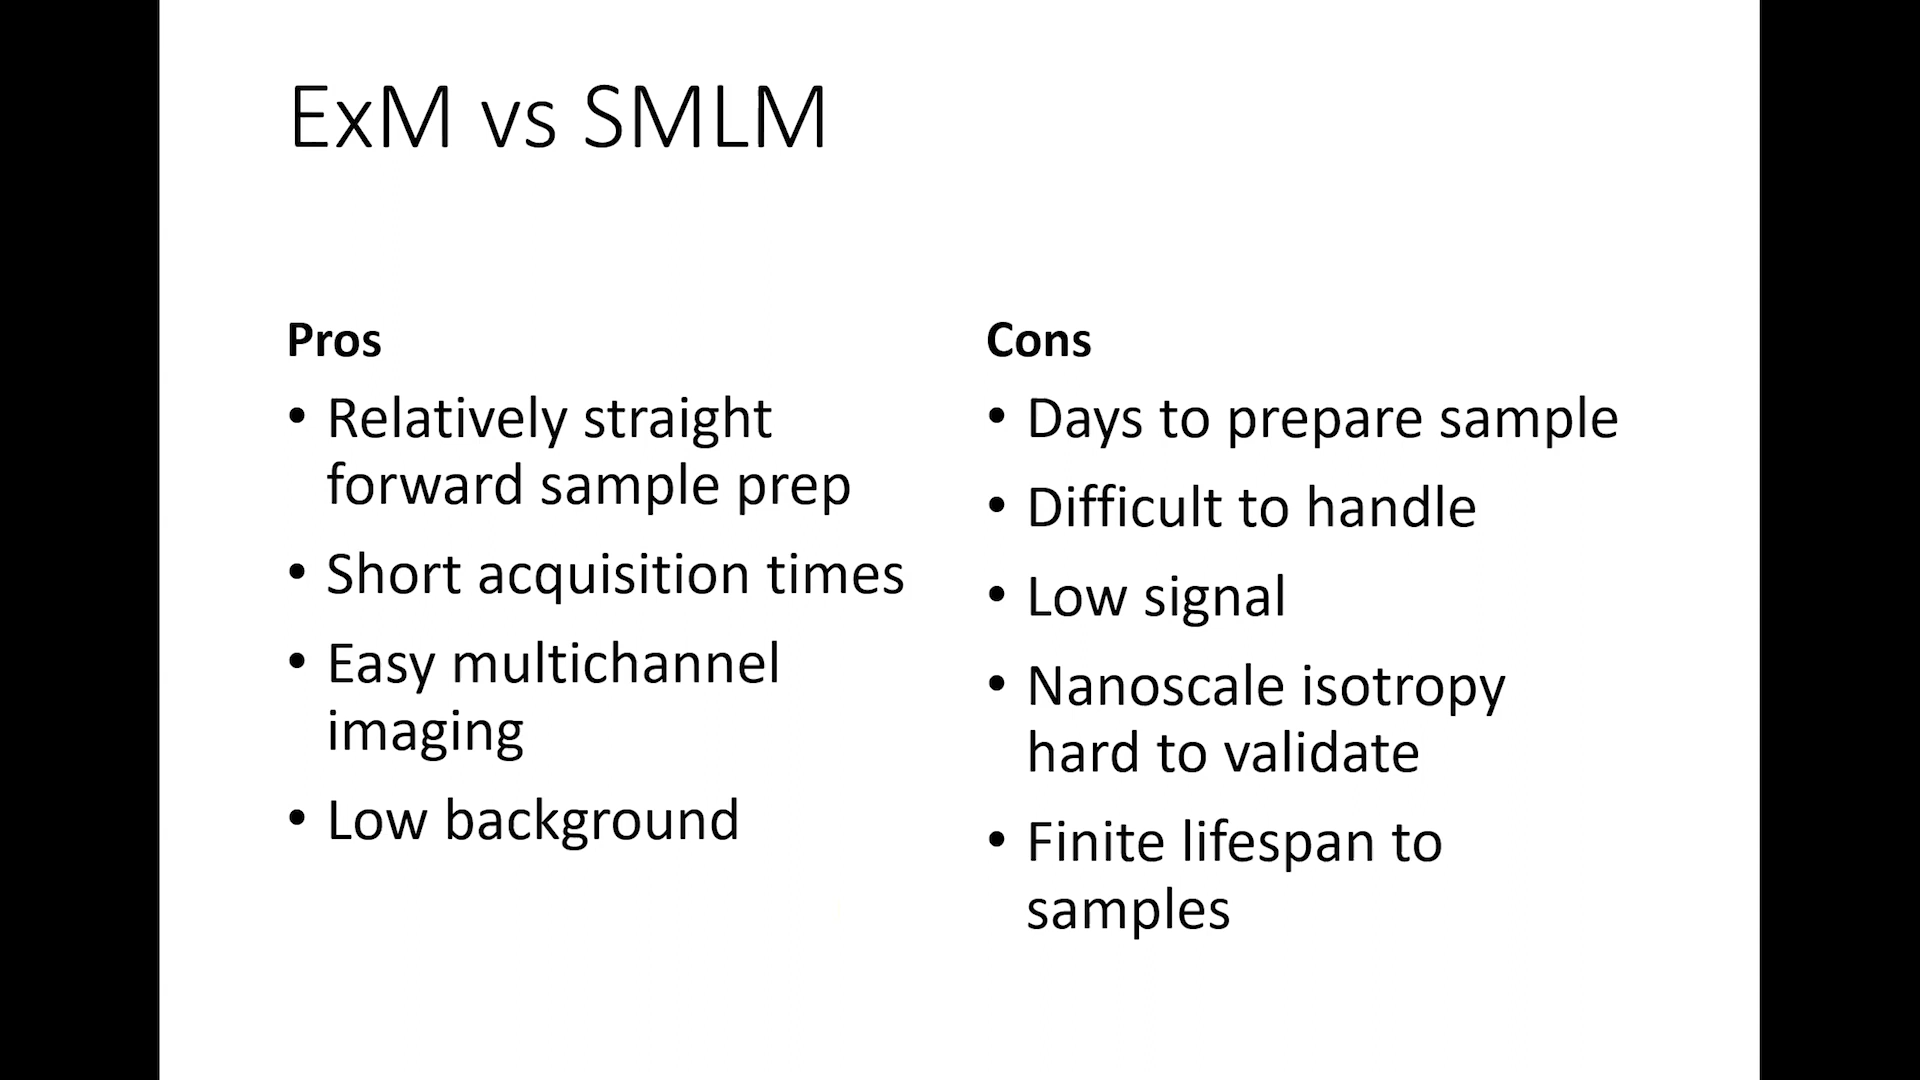 ExM vs SMLM
Pros
• Relatively straight
forward sample prep
• Short acquisition times
• Easy multichannel
imaging
• Low background
Cons
• Days to prepare sample
• Difficult to handle
• Low signal
• Nanoscale isotropy
hard to validate
• Finite lifespan to
samples